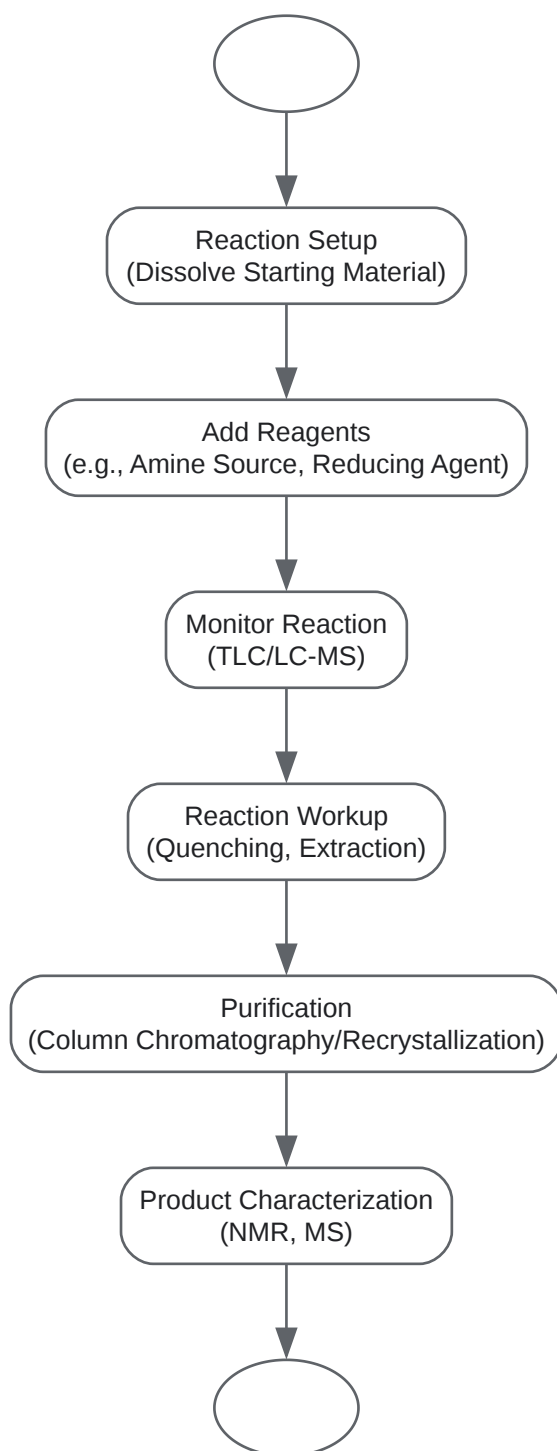 Reaction Setup
(Dissolve Starting Material)
Add Reagents
(e.g., Amine Source, Reducing Agent)
Monitor Reaction
(TLC/LC-MS)
Reaction Workup
(Quenching, Extraction)
Purification
(Column Chromatography/Recrystallization)
Product Characterization
(NMR, MS)